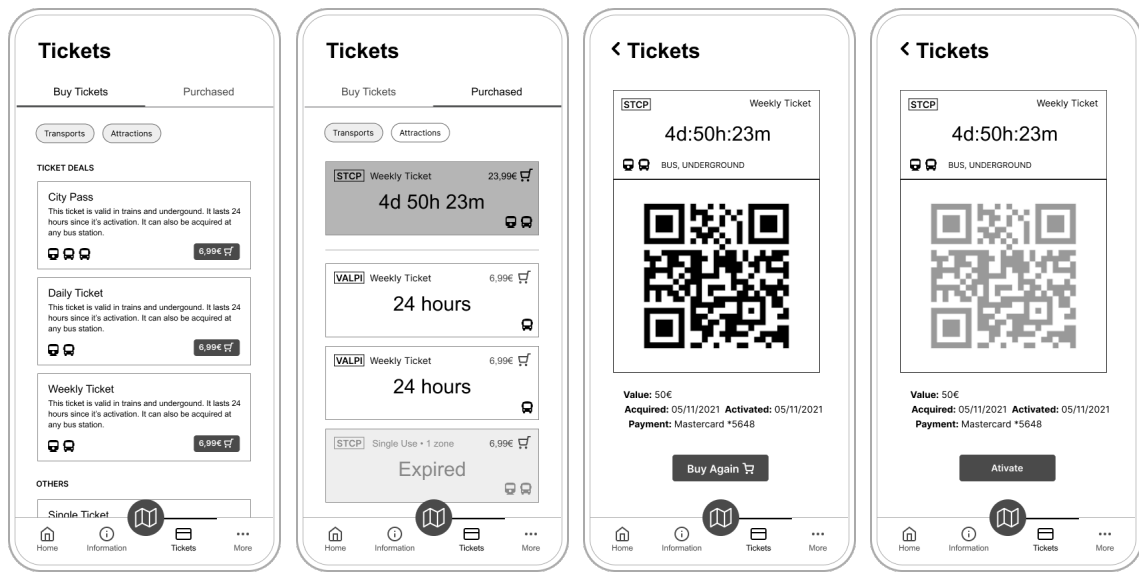 Tickets
Buy Tickets
Purchased
Transports
Attractions
TICKET DEALS
City Pass
This ticket is valid in trains and undergound. It lasts 24
hours since it's activation. It can also be acquired at
any bus station.
6,99€
Daily Ticket
This ticket is valid in trains and undergound. It lasts 24
hours since it's activation. It can also be acquired at
any bus station.
6,99€
Weekly Ticket
This ticket is valid in trains and undergound. It lasts 24
hours since it's activation. It can also be acquired at
any bus station.
6,99€
OTHERS
Single Ticket
Home
Information
Tickets
More
Tickets
Buy Tickets
Purchased
Transports
Attractions
STCP Weekly Ticket 23,99€
4d 50h 23m
VALPI Weekly Ticket 6,99€
24 hours
VALPI Weekly Ticket 6,99€
24 hours
STCP Single Use • 1 zone 6,99€
Expired
Home
Information
Tickets
More
Tickets
STCP Weekly Ticket
4d:50h:23m
BUS, UNDERGROUND
Value: 50€
Acquired: 05/11/2021 Activated: 05/11/2021
Payment: Mastercard *5648
Buy Again
Home
Information
Tickets
More
Tickets
STCP Weekly Ticket
4d:50h:23m
BUS, UNDERGROUND
Value: 50€
Acquired: 05/11/2021 Activated: 05/11/2021
Payment: Mastercard *5648
Ativate
Home
Information
Tickets
More